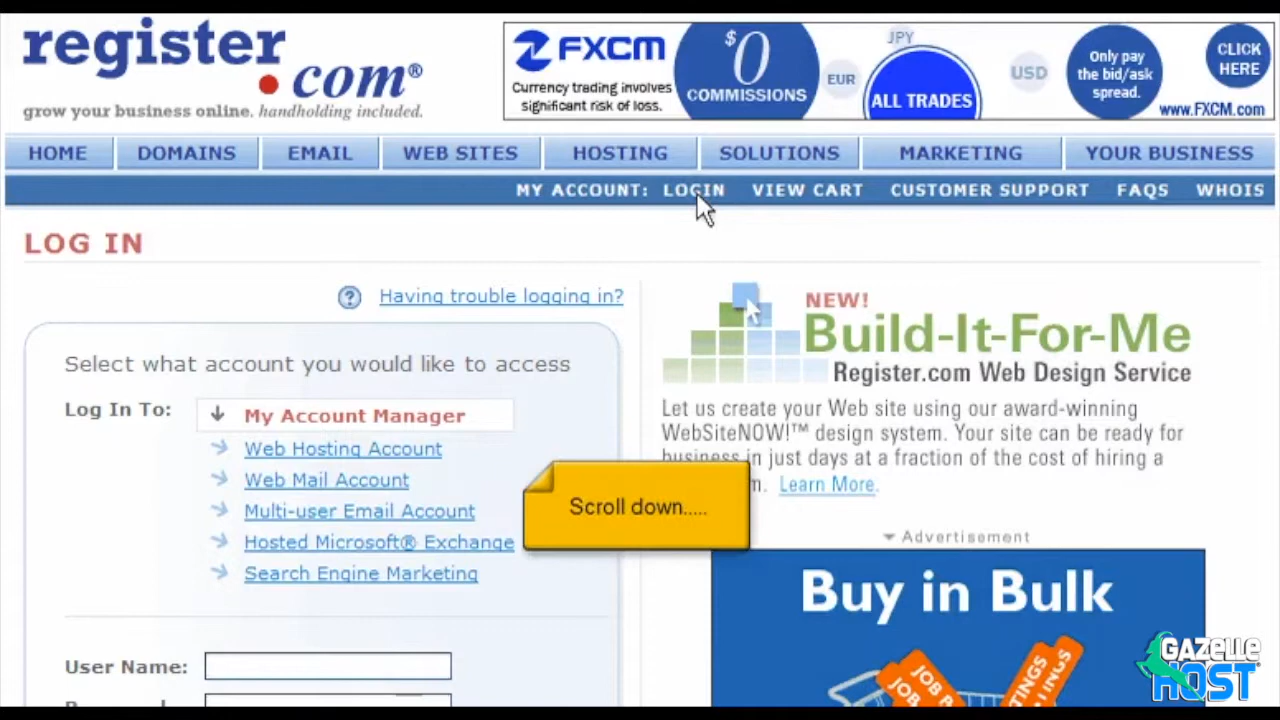 register
.com®
grow your business online. handholding included.
FXCM
Currency trading involves
significant risk of loss.
$0
COMMISSIONS
EUR
JPY
ALL TRADES
USD
Only pay
the bid/ask
spread.
CLICK
HERE
www.FXCM.com
HOME DOMAINS EMAIL WEB SITES HOSTING SOLUTIONS MARKETING YOUR BUSINESS
MY ACCOUNT: LOGIN VIEW CART CUSTOMER SUPPORT FAQS WHOIS
LOG IN
? Having trouble logging in?
Select what account you would like to access
Log In To: My Account Manager
Web Hosting Account
Web Mail Account
Multi-user Email Account
Hosted Microsoft® Exchange
Search Engine Marketing
User Name:
NEW!
Build-It-For-Me
Register.com Web Design Service
Let us create your Web site using our award-winning
WebSiteNOW!™ design system. Your site can be ready for
business in just days at a fraction of the cost of hiring a
Learn More.
Scroll down.....
Advertisement
Buy in Bulk
JOB
JOB
GAZELLE
HOST